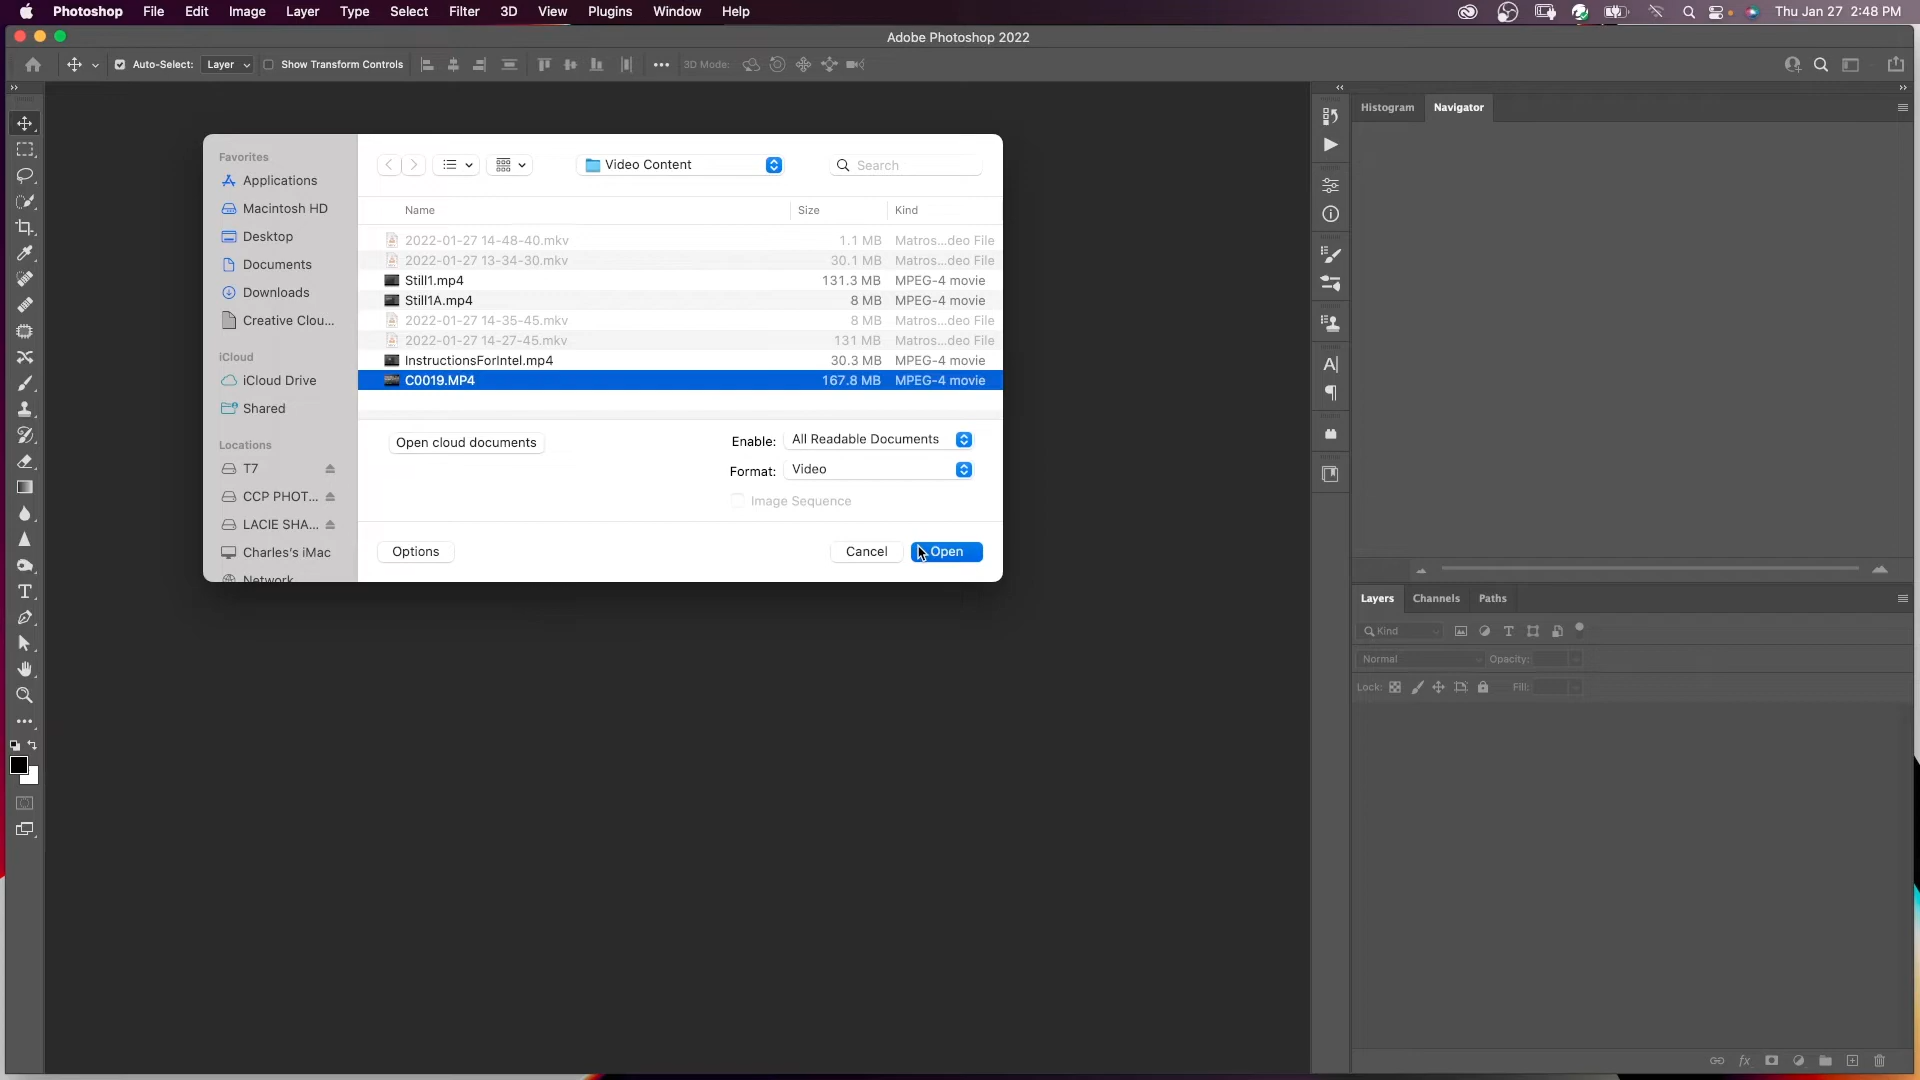 Photoshop File Edit Image Layer Type Select Filter 3D View Plugins Window Help Thu Jan 27 2:48 PM
Adobe Photoshop 2022
Auto-Select: Layer Show Transform Controls 3D Mode:
Histogram Navigator
Favorites
Applications
Macintosh HD
Desktop
Documents
Downloads
Creative Clou...
iCloud
iCloud Drive
Shared
Locations
T7
CCP PHOT...
LACIE SHA...
Charles's iMac
Network
Video Content Search
Name Size Kind
2022-01-27 14-48-40.mkv 1.1 MB Matros...deo File
2022-01-27 13-34-30.mkv 30.1 MB Matros...deo File
Still1.mp4 131.3 MB MPEG-4 movie
Still1A.mp4 8 MB MPEG-4 movie
2022-01-27 14-35-45.mkv 8 MB Matros...deo File
2022-01-27 14-27-45.mkv 131 MB Matros...deo File
InstructionsForIntel.mp4 30.3 MB MPEG-4 movie
C0019.MP4 167.8 MB MPEG-4 movie
Open cloud documents Enable: All Readable Documents
Format: Video
Image Sequence
Options Cancel Open
Layers Channels Paths
Kind
Normal Opacity:
Lock: Fill: